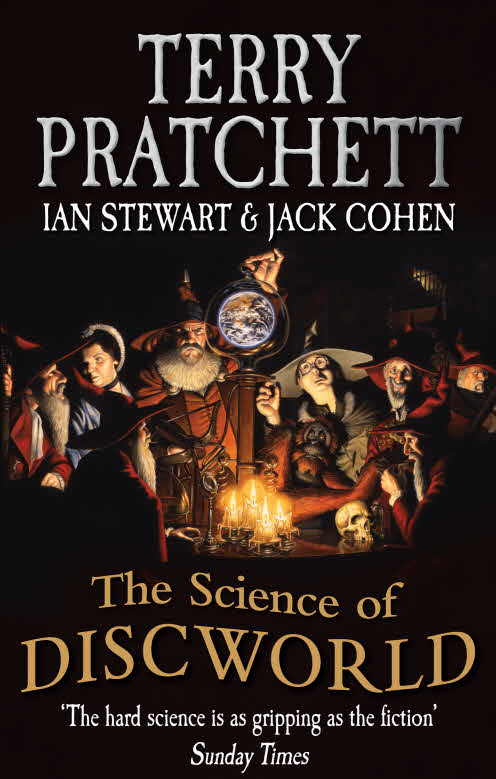 TERRY
PRATCHETT
IAN STEWART & JACK COHEN
The Science of
DISCWORLD
‘The hard science is as gripping as the fiction’
Sunday Times